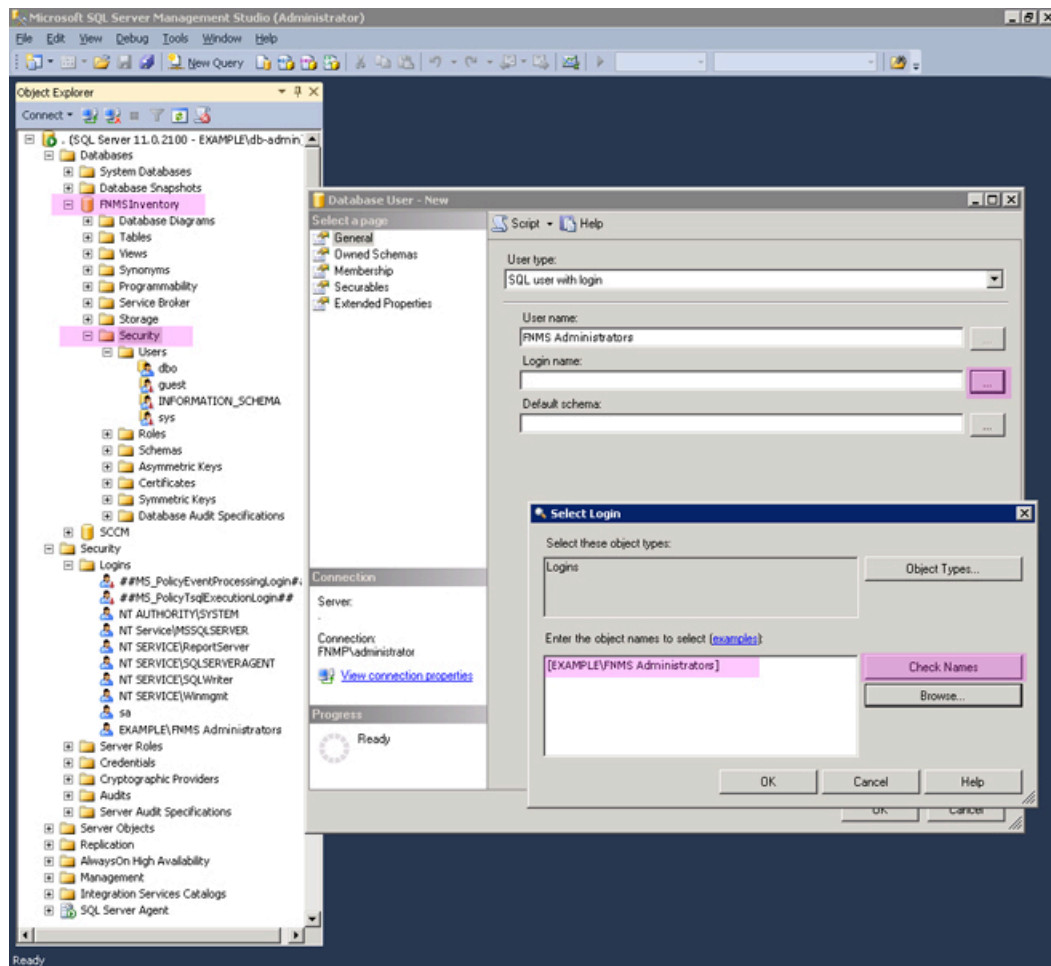 Microsoft SQL Server Management Studio (Administrator)
File Edit View Debug Tools Window Help
New Query
Object Explorer
Connect
. (SQL Server 11.0.2100 - EXAMPLE\db-admin)
Databases
System Databases
Database Snapshots
FNMSInventory
Database Diagrams
Tables
Views
Synonyms
Programmability
Service Broker
Storage
Security
Users
dbo
guest
INFORMATION_SCHEMA
sys
Roles
Schemas
Asymmetric Keys
Certificates
Symmetric Keys
Database Audit Specifications
SCCM
Security
Logins
##MS_PolicyEventProcessingLogin#
##MS_PolicyTsqlExecutionLogin##
NT AUTHORITY\SYSTEM
NT Service\MSSQLSERVER
NT SERVICE\ReportServer
NT SERVICE\SQLSERVERAGENT
NT SERVICE\SQLWriter
NT SERVICE\Winmgmt
sa
EXAMPLE\FNMS Administrators
Server Roles
Credentials
Cryptographic Providers
Audits
Server Audit Specifications
Server Objects
Replication
AlwaysOn High Availability
Management
Integration Services Catalogs
SQL Server Agent
Ready
Database User - New
Select a page
General
Owned Schemas
Membership
Securables
Extended Properties
Connection
Server:
.
Connection:
FNMP\administrator
View connection properties
Progress
Ready
Script Help
User type:
SQL user with login
User name:
FNMS Administrators
...
Login name:
...
Default schema:
...
OK Cancel
Select Login
Select these object types:
Logins
Object Types...
Enter the object names to select (examples):
[EXAMPLE\FNMS Administrators]
Check Names
Browse...
OK Cancel Help